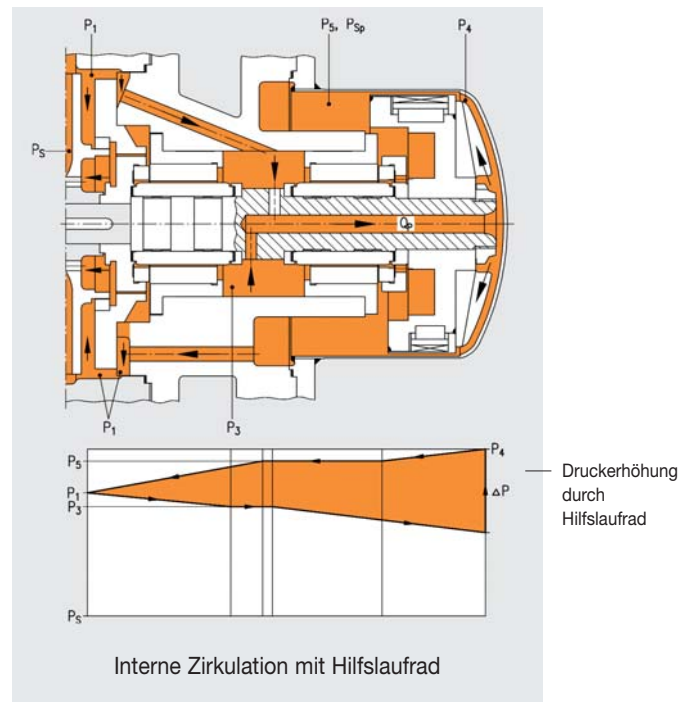 P1
P5, PSp
P4
PS
Qp
P1
P3
P5
P4
P1
P3
ΔP
PS
Druckerhöhung
durch
Hilfslaufrad
Interne Zirkulation mit Hilfslaufrad